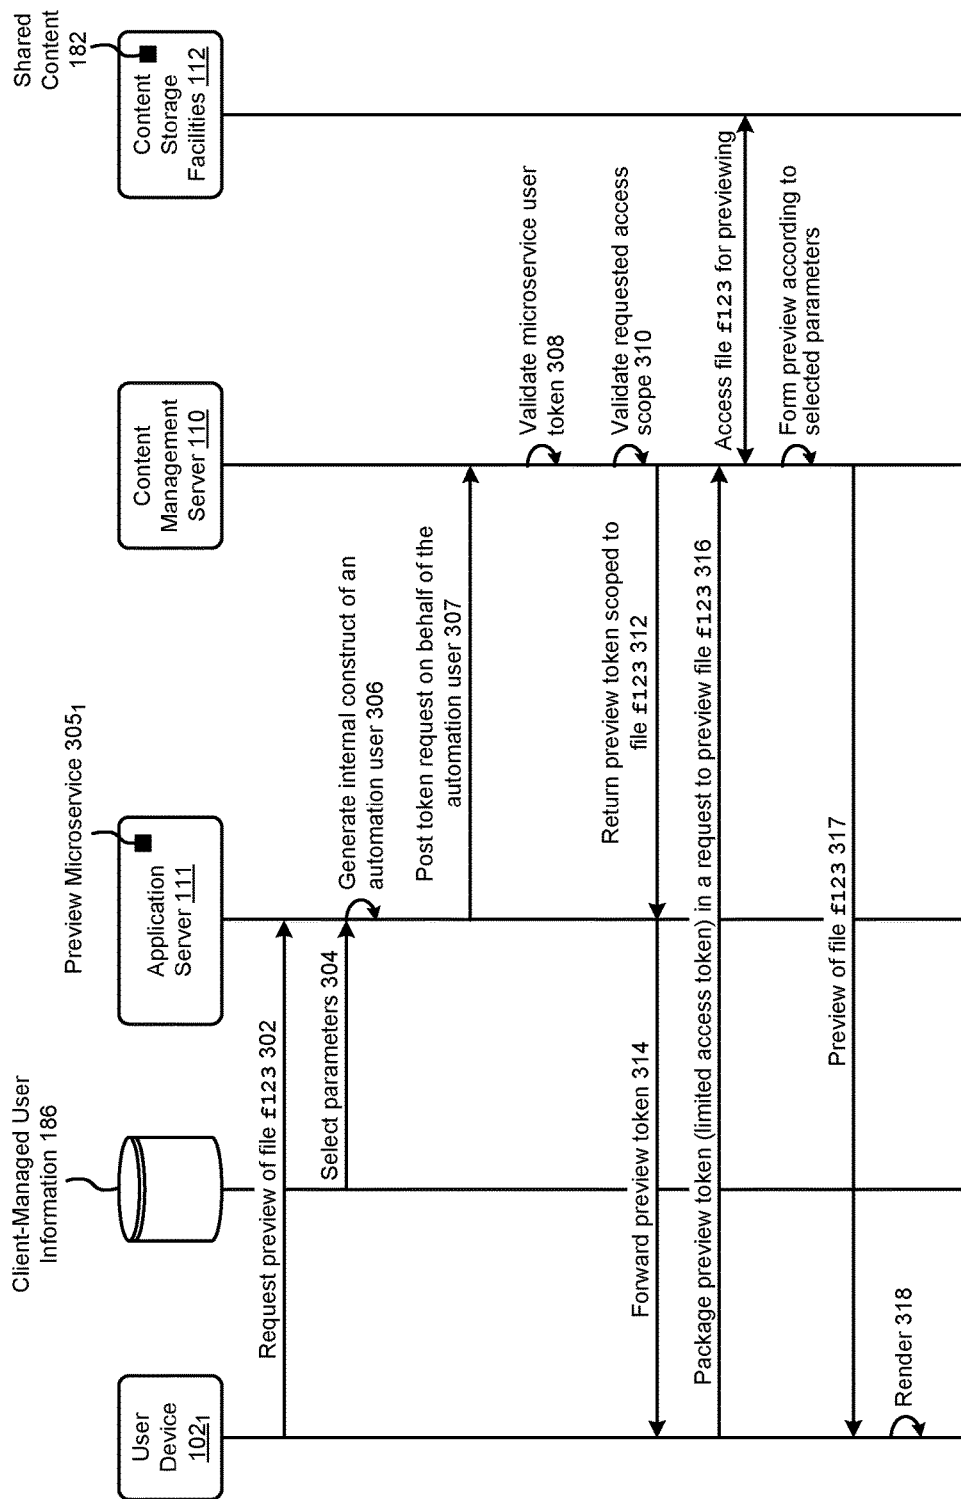 Client-Managed User
Information 186
Preview Microservice 305₁
Shared
Content
182
User
Device
102₁
Application
Server 111
Content
Management
Server 110
Content
Storage
Facilities 112
Request preview of file f123 302
Select parameters 304
Generate internal construct of an
automation user 306
Post token request on behalf of the
automation user 307
Validate microservice user
token 308
Validate requested access
scope 310
Return preview token scoped to
file f123 312
Forward preview token 314
Package preview token (limited access token) in a request to preview file f123 316
Access file f123 for previewing
Form preview according to
selected parameters
Preview of file f123 317
Render 318